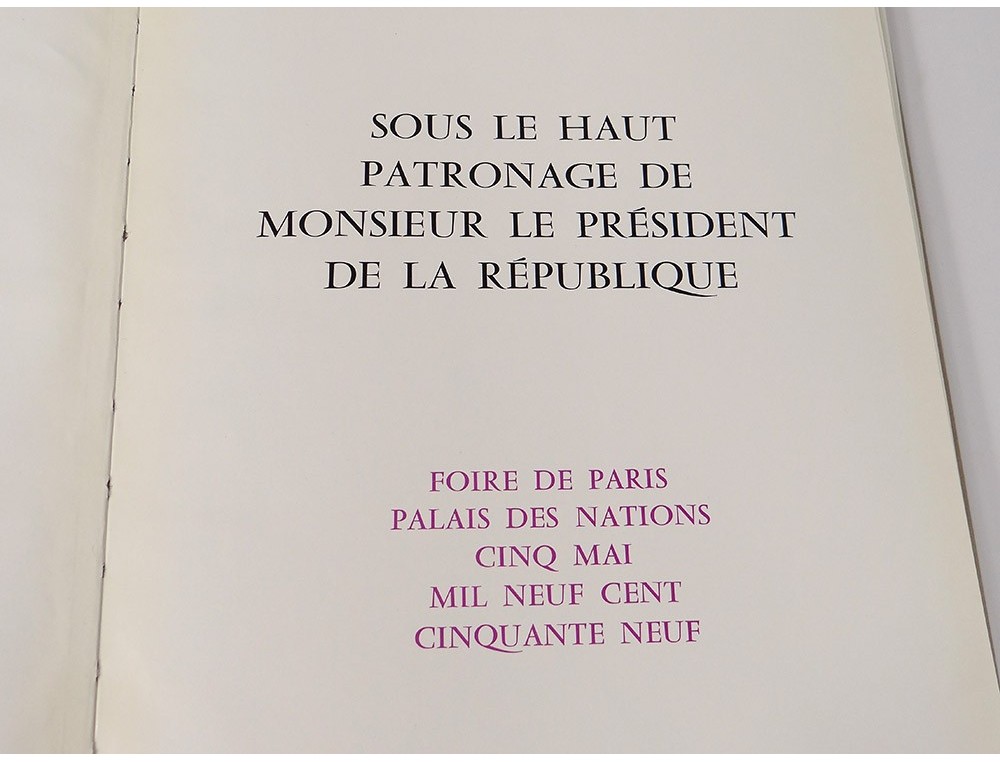 SOUS LE HAUT
PATRONAGE DE
MONSIEUR LE PRÉSIDENT
DE LA RÉPUBLIQUE
FOIRE DE PARIS
PALAIS DES NATIONS
CINQ MAI
MIL NEUF CENT
CINQUANTE NEUF